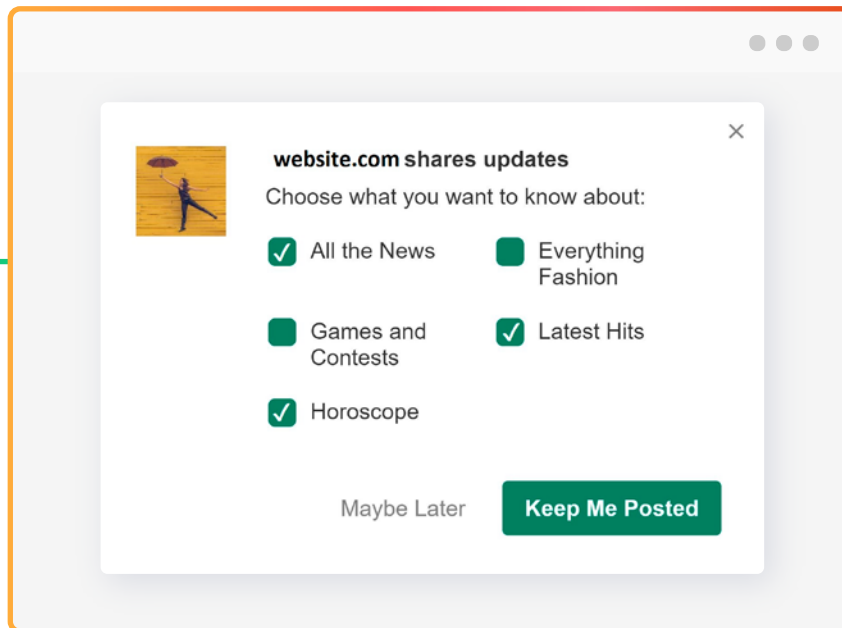 website.com shares updates
Choose what you want to know about:
All the News
Everything
Fashion
Games and
Contests
Latest Hits
Horoscope
Maybe Later
Keep Me Posted